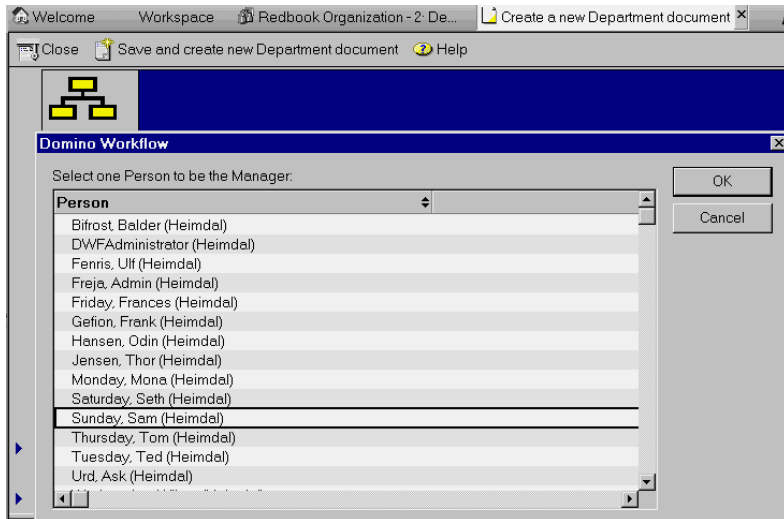 Welcome Workspace Redbook Organization - 2· De... Create a new Department document
Close Save and create new Department document Help
Domino Workflow
Select one Person to be the Manager:
OK
Person
Cancel
Bifrost, Balder (Heimdal)
DWFAdministrator (Heimdal)
Fenris, Ulf (Heimdal)
Freja, Admin (Heimdal)
Friday, Frances (Heimdal)
Gefion, Frank (Heimdal)
Hansen, Odin (Heimdal)
Jensen, Thor (Heimdal)
Monday, Mona (Heimdal)
Saturday, Seth (Heimdal)
Sunday, Sam (Heimdal)
Thursday, Tom (Heimdal)
Tuesday, Ted (Heimdal)
Urd, Ask (Heimdal)